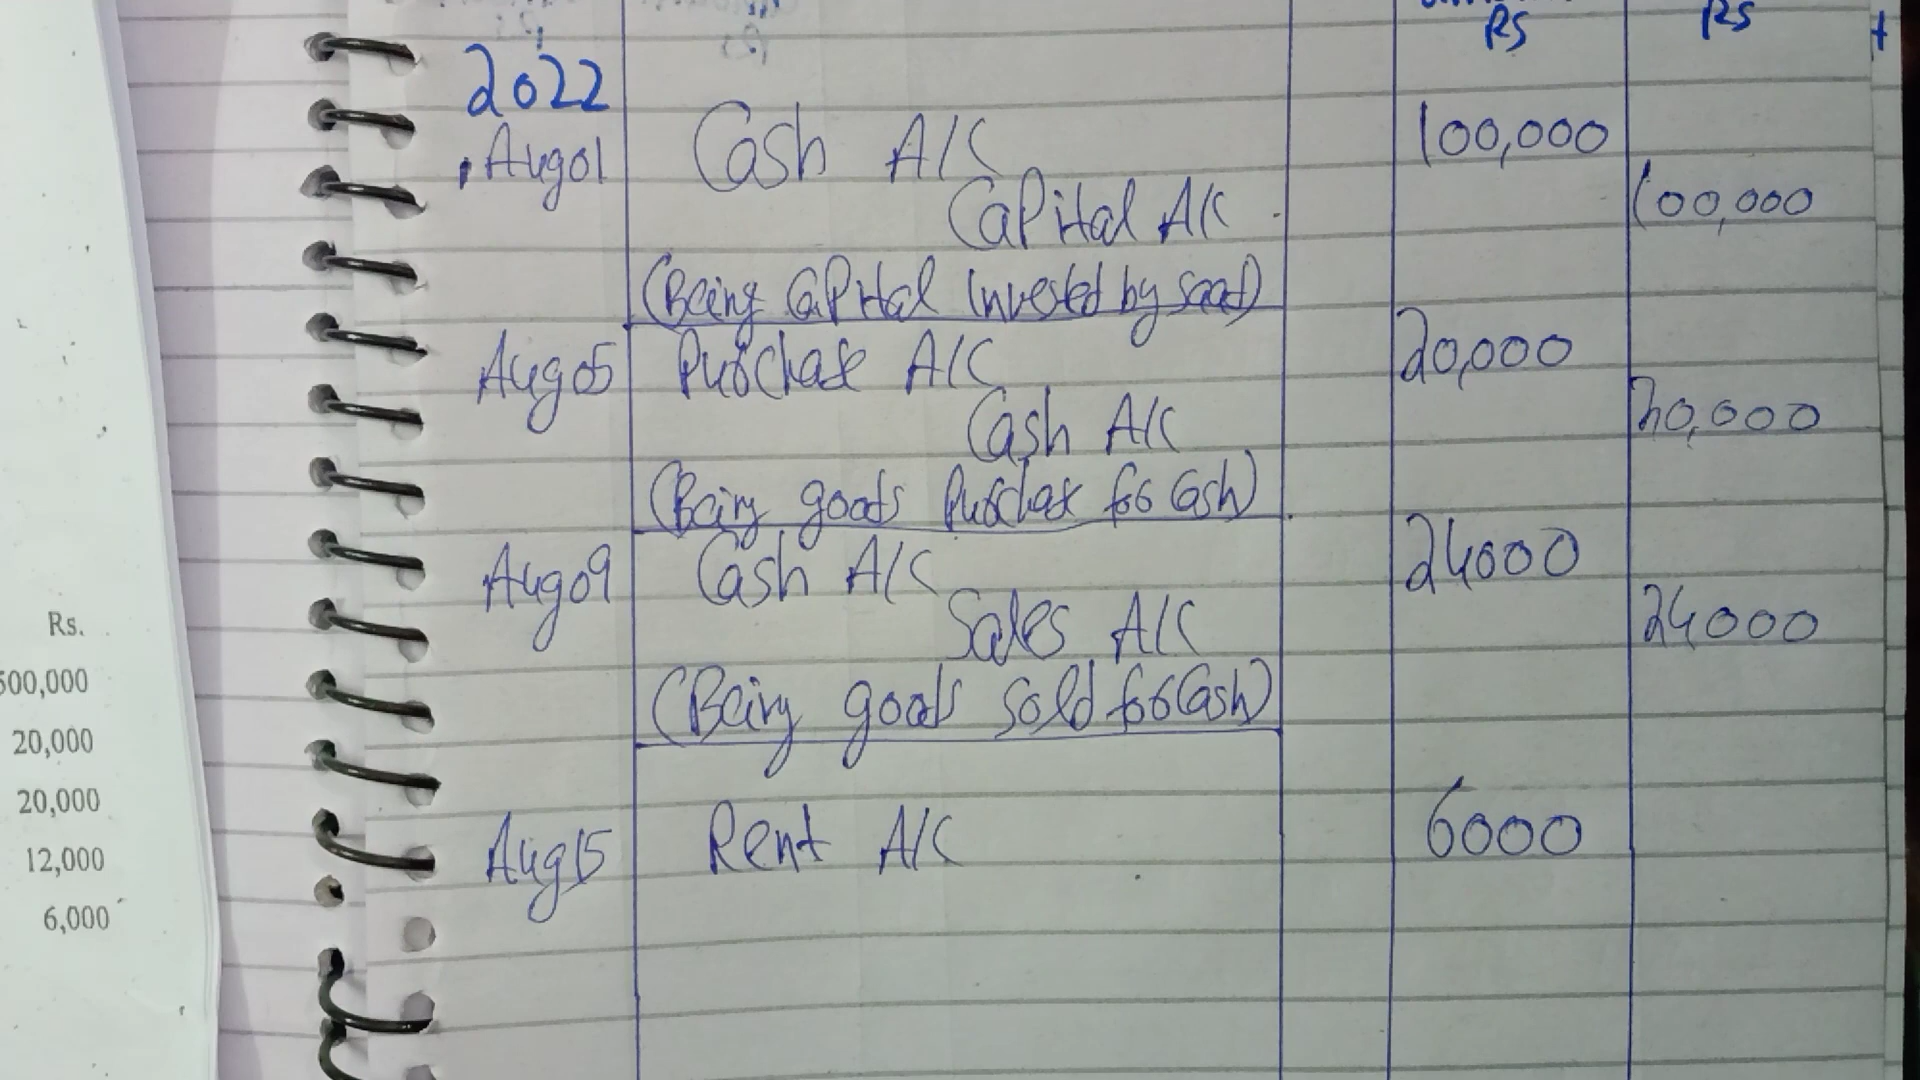 Rs Rs
2022
Aug 01 Cash A/C 100,000
Capital A/C 100,000
(Being Capital invested by saad)
Aug 05 Purchase A/C 20,000
Cash A/C 20,000
(Being goods Purchase for Cash)
Aug 09 Cash A/C 24000
Sales A/C 24000
(Being goods Sold for Cash)
Aug 15 Rent A/C 6000
Rs.
500,000
20,000
20,000
12,000
6,000